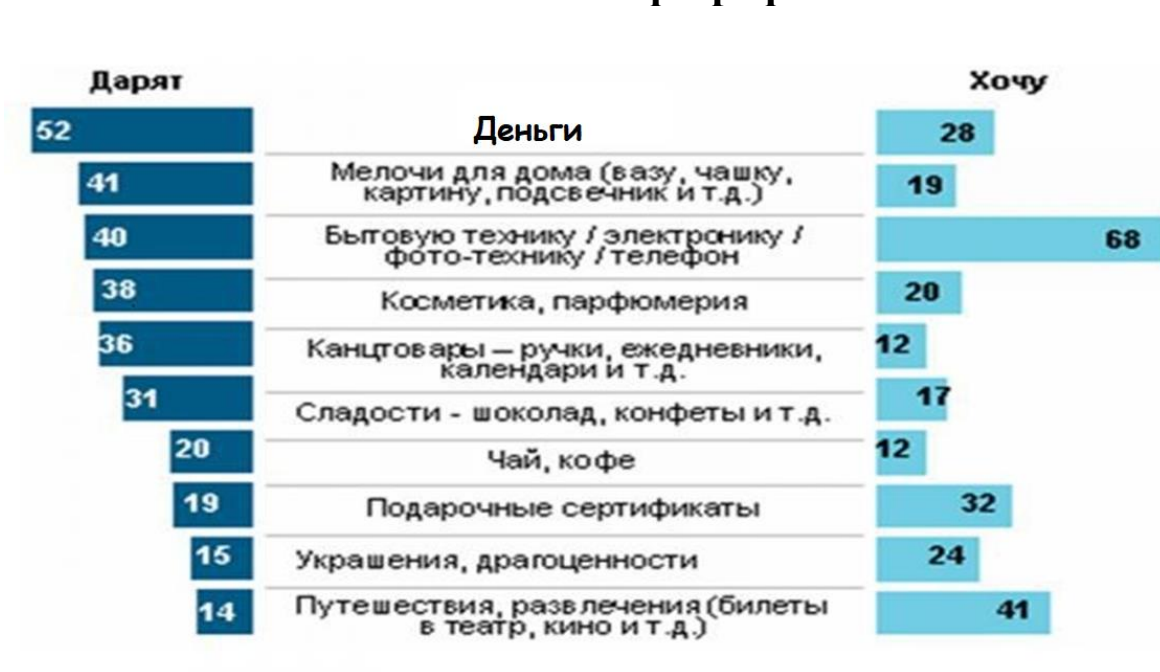 Дарят Хочу
52 Деньги 28
41 Мелочи для дома (вазу, чашку, 19
картину, подсвечник и т.д.)
40 Бытовую технику / электронику / 68
фото-технику / телефон
38 Косметика, парфюмерия 20
36 Канцтовары – ручки, ежедневники, 12
календари и т.д.
31 Сладости - шоколад, конфеты и т.д. 17
20 Чай, кофе 12
19 Подарочные сертификаты 32
15 Украшения, драгоценности 24
14 Путешествия, развлечения (билеты 41
в театр, кино и т.д.)